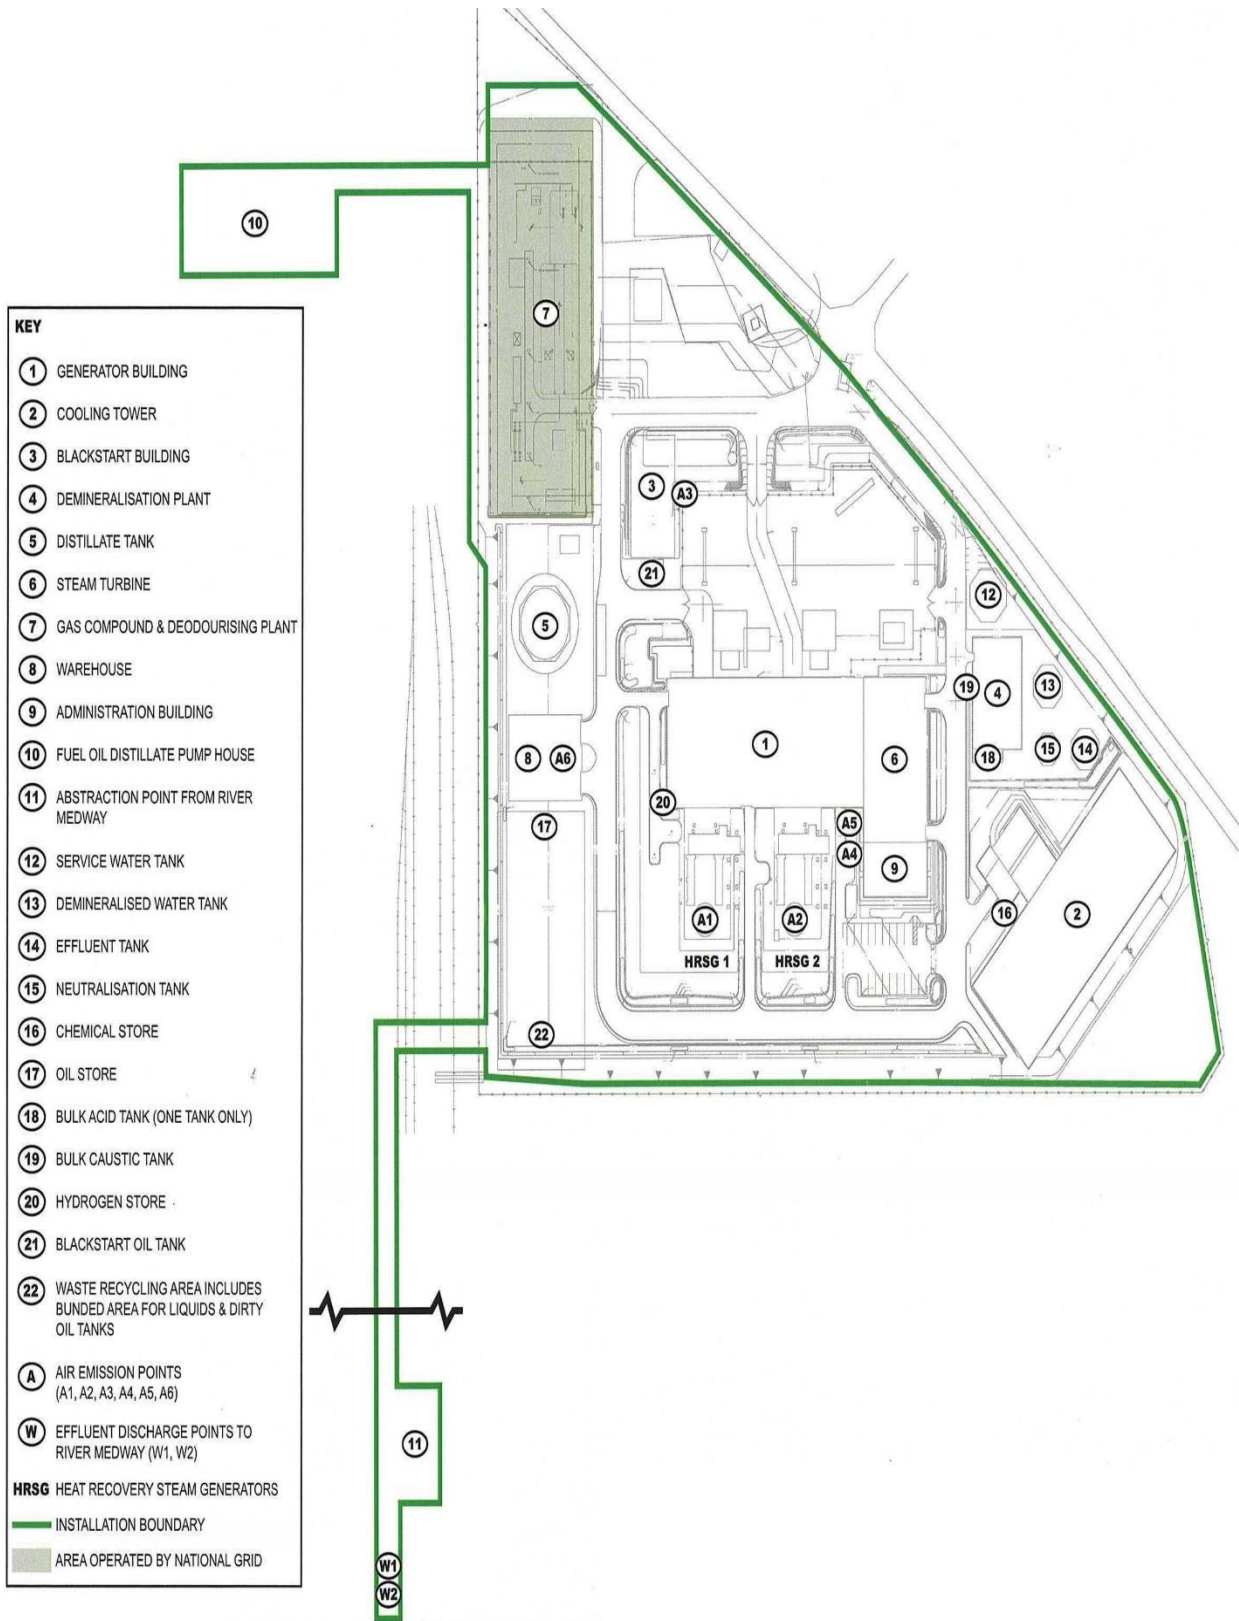 KEY
1 GENERATOR BUILDING
2 COOLING TOWER
3 BLACKSTART BUILDING
4 DEMINERALISATION PLANT
5 DISTILLATE TANK
6 STEAM TURBINE
7 GAS COMPOUND & DEODOURISING PLANT
8 WAREHOUSE
9 ADMINISTRATION BUILDING
10 FUEL OIL DISTILLATE PUMP HOUSE
11 ABSTRACTION POINT FROM RIVER
MEDWAY
12 SERVICE WATER TANK
13 DEMINERALISED WATER TANK
14 EFFLUENT TANK
15 NEUTRALISATION TANK
16 CHEMICAL STORE
17 OIL STORE
18 BULK ACID TANK (ONE TANK ONLY)
19 BULK CAUSTIC TANK
20 HYDROGEN STORE
21 BLACKSTART OIL TANK
22 WASTE RECYCLING AREA INCLUDES
BUNDED AREA FOR LIQUIDS & DIRTY
OIL TANKS
A AIR EMISSION POINTS
(A1, A2, A3, A4, A5, A6)
W EFFLUENT DISCHARGE POINTS TO
RIVER MEDWAY (W1, W2)
HRSG HEAT RECOVERY STEAM GENERATORS
INSTALLATION BOUNDARY
AREA OPERATED BY NATIONAL GRID
10
7
3
A3
21
12
5
19
4
13
1
6
18
15
14
8
A6
20
17
A5
A4
9
A1
A2
16
2
HRSG 1
HRSG 2
22
11
W1
W2